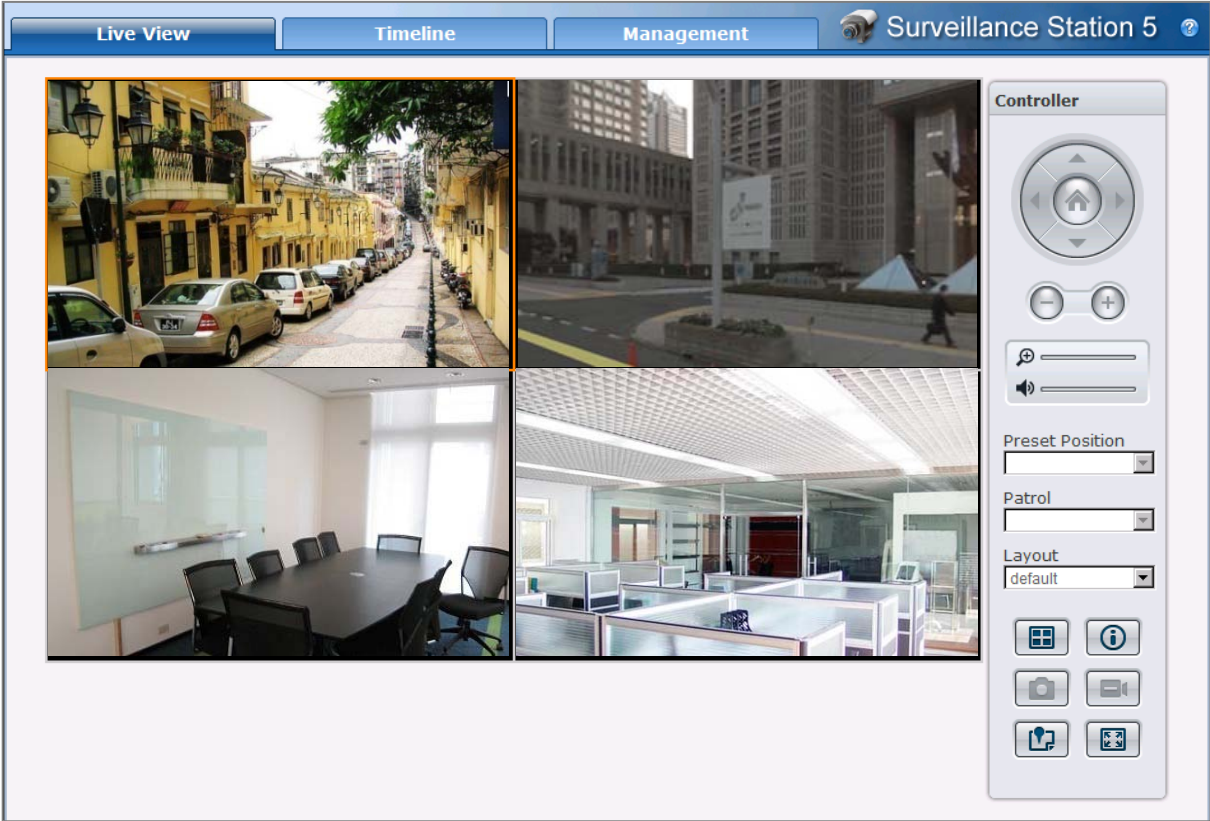 Live View
Timeline
Management
Surveillance Station 5
Controller
Preset Position
Patrol
Layout
default